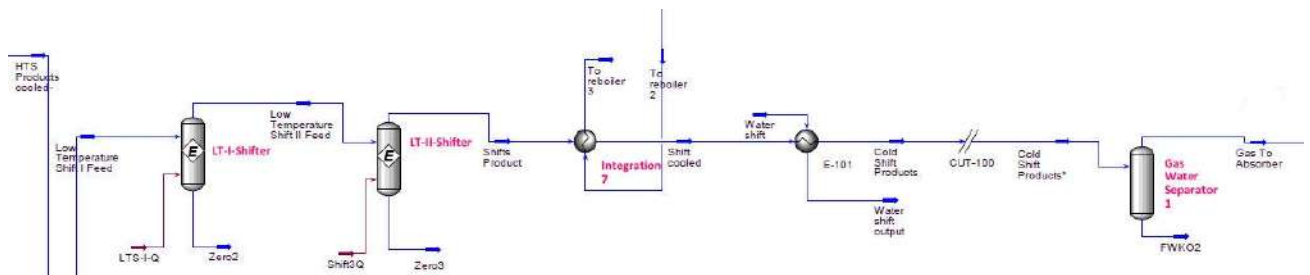 HTS
Products
cooled-
Low
Temperature
Shift I Feed
E
LT-I-Shifter
LTS-I-Q
Zero2
Low
Temperature
Shift II Feed
E
LT-II-Shifter
Shift3Q
Zero3
Shifts
Product
To
reboiler
3
To
reboiler
2
Integration
7
Shift
cooled
Water
shift
E-101
Cold
Shift
Products
Water
shift
output
CUT-100
Cold
Shift
Products*
Gas
Water
Separator
1
Gas To
Absorber
FWKO2